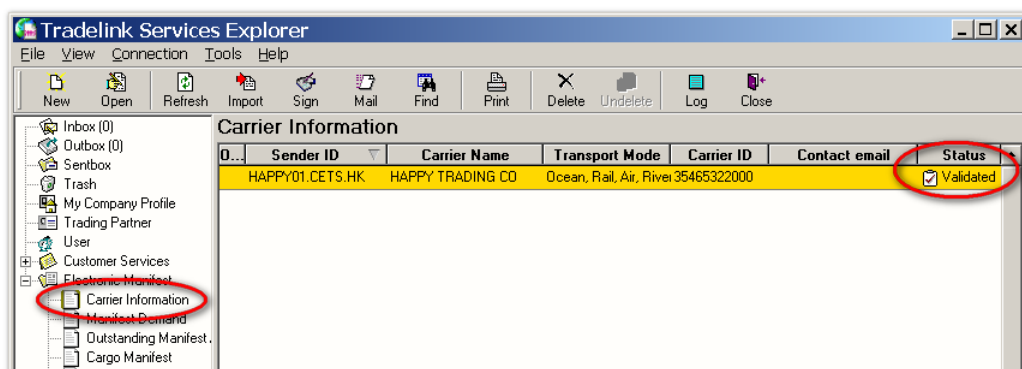 Tradelink Services Explorer
File View Connection Tools Help
New Open Refresh Import Sign Mail Find Print Delete Undelete Log Close
Inbox (0)
Outbox (0)
Sentbox
Trash
My Company Profile
Trading Partner
User
Customer Services
Electronic Manifest
Carrier Information
Manifest Demand
Outstanding Manifest.
Cargo Manifest
Carrier Information
O... Sender ID Carrier Name Transport Mode Carrier ID Contact email Status
HAPPY01.CETS.HK HAPPY TRADING CO Ocean, Rail, Air, River 35465322000 Validated